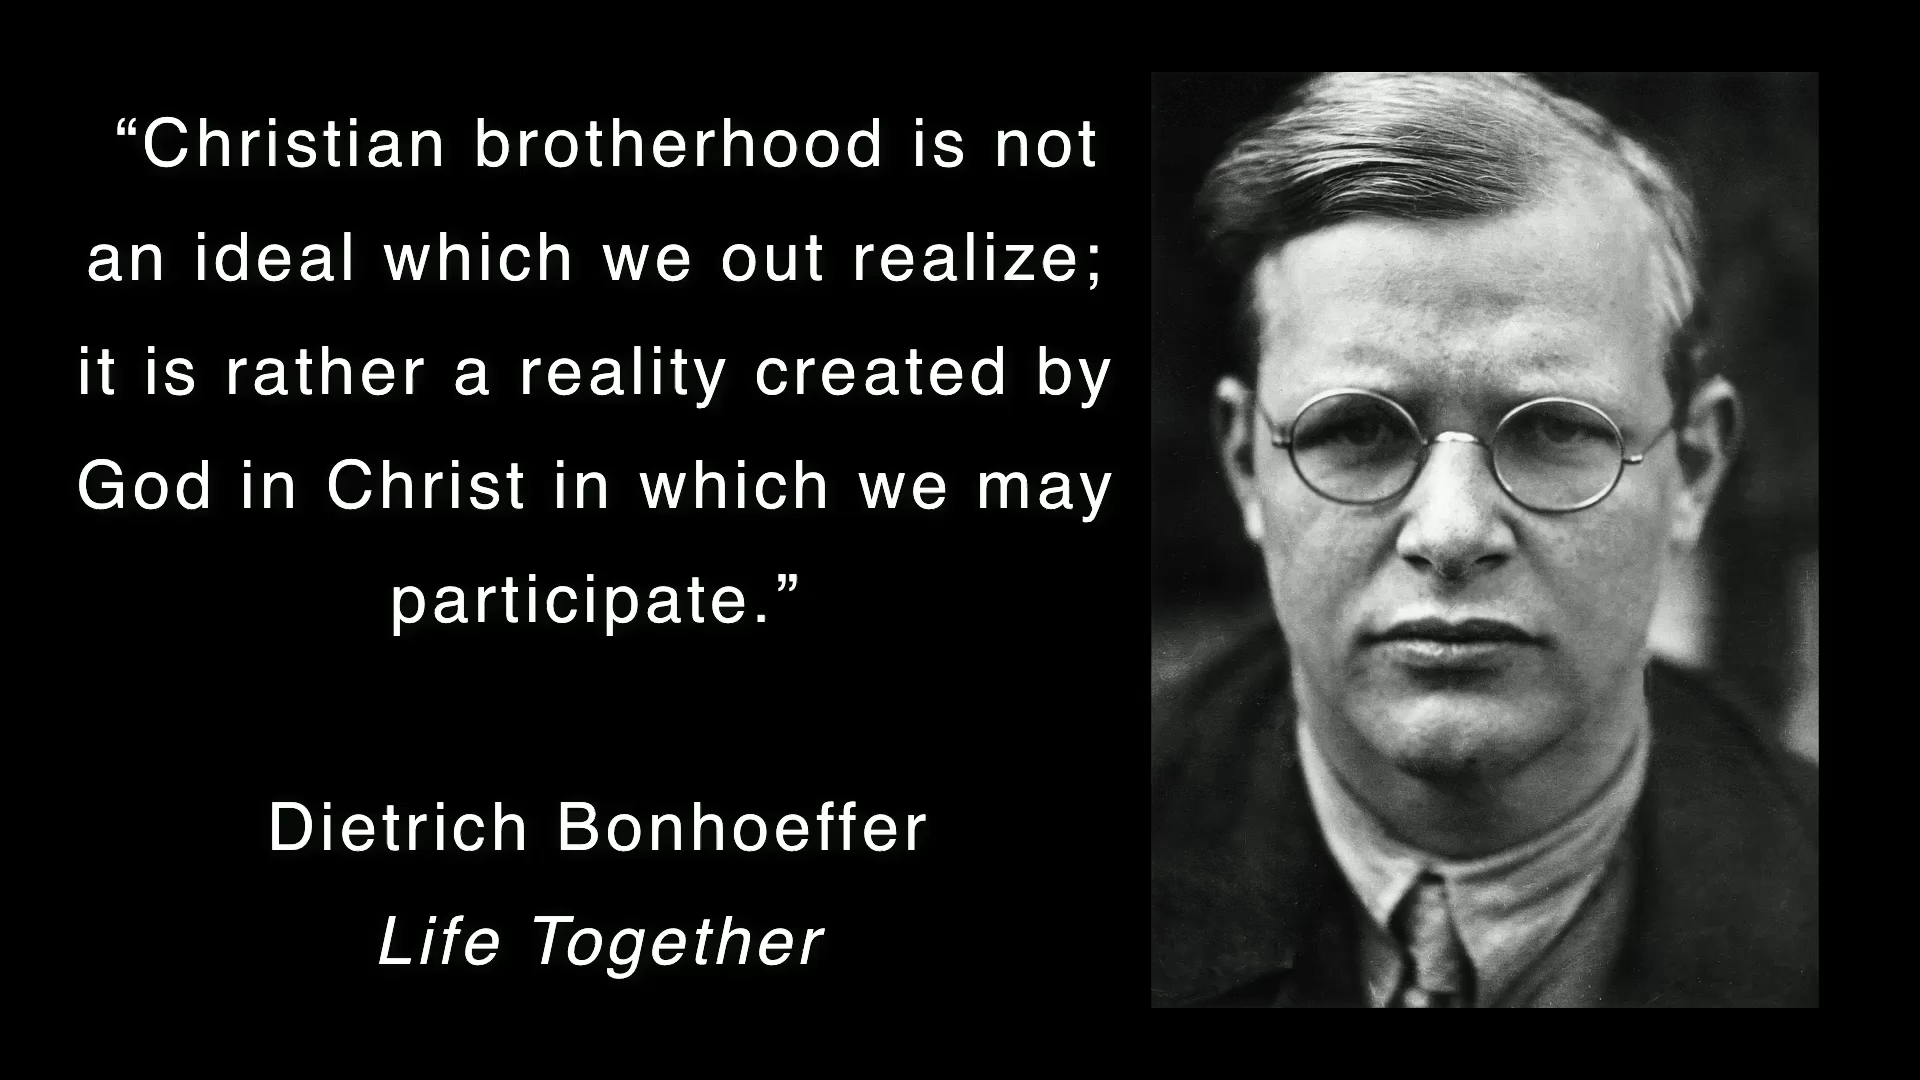 “Christian brotherhood is not
an ideal which we out realize;
it is rather a reality created by
God in Christ in which we may
participate.”
Dietrich Bonhoeffer
Life Together